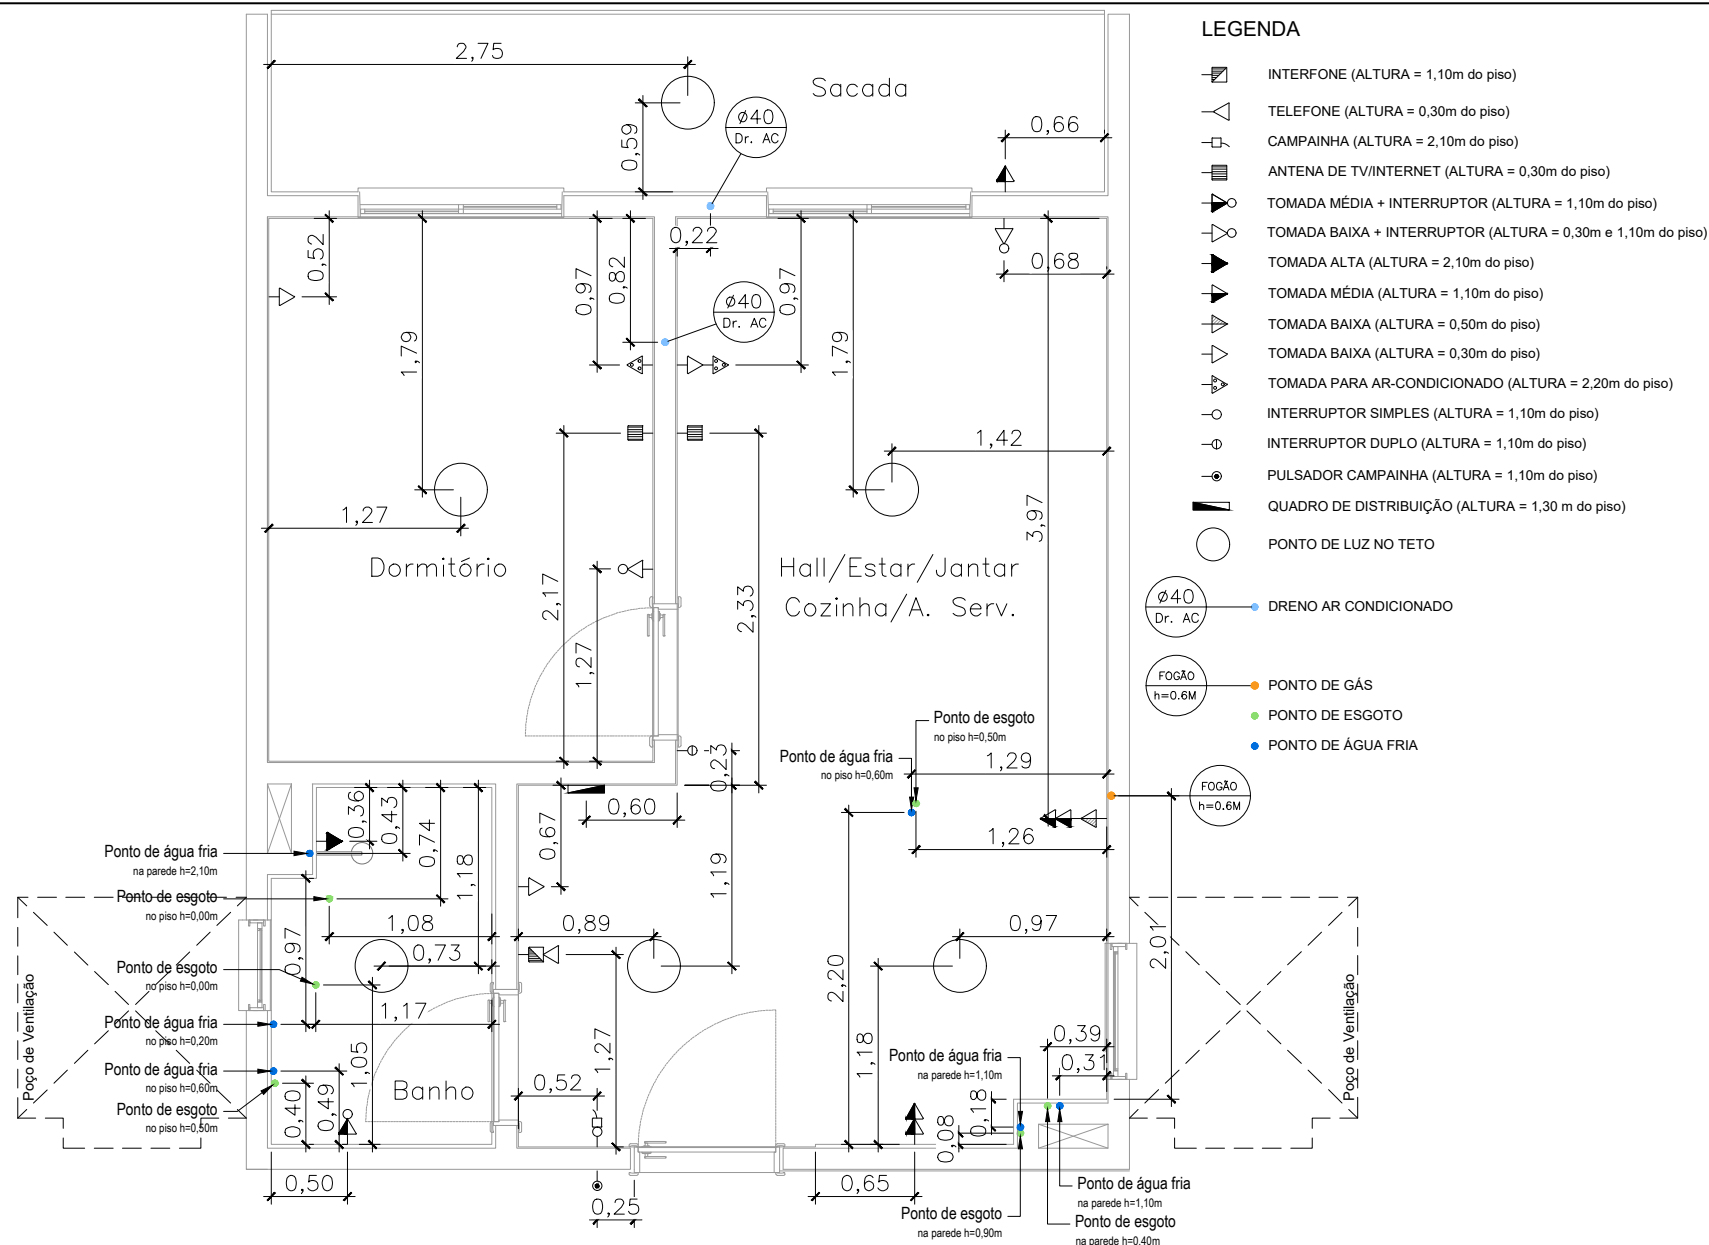 LEGENDA
INTERFONE (ALTURA = 1,10m do piso)
TELEFONE (ALTURA = 0,30m do piso)
CAMPAINHA (ALTURA = 2,10m do piso)
ANTENA DE TV/INTERNET (ALTURA = 0,30m do piso)
TOMADA MÉDIA + INTERRUPTOR (ALTURA = 1,10m do piso)
TOMADA BAIXA + INTERRUPTOR (ALTURA = 0,30m e 1,10m do piso)
TOMADA ALTA (ALTURA = 2,10m do piso)
TOMADA MÉDIA (ALTURA = 1,10m do piso)
TOMADA BAIXA (ALTURA = 0,50m do piso)
TOMADA BAIXA (ALTURA = 0,30m do piso)
TOMADA PARA AR-CONDICIONADO (ALTURA = 2,20m do piso)
INTERRUPTOR SIMPLES (ALTURA = 1,10m do piso)
INTERRUPTOR DUPLO (ALTURA = 1,10m do piso)
PULSADOR CAMPAINHA (ALTURA = 1,10m do piso)
QUADRO DE DISTRIBUIÇÃO (ALTURA = 1,30 m do piso)
PONTO DE LUZ NO TETO
Ø40
Dr. AC
DRENO AR CONDICIONADO
FOGÃO
h=0.6M
PONTO DE GÁS
PONTO DE ESGOTO
PONTO DE ÁGUA FRIA
FOGÃO
h=0.6M
2,75
Sacada
0,59
Ø40
Dr. AC
0,66
0,52
0,22
0,68
0,97
0,82
0,97
Ø40
Dr. AC
1,79
1,79
1,42
1,27
3,97
Dormitório
Hall/Estar/Jantar
Cozinha/A. Serv.
2,17
2,33
1,27
0,23
Ponto de esgoto
no piso h=0,50m
Ponto de água fria
no piso h=0,60m
1,29
1,26
0,36
0,43
0,74
1,18
0,60
0,67
1,19
Ponto de água fria
na parede h=2,10m
Ponto de esgoto
no piso h=0,00m
1,08
0,73
0,97
0,89
0,97
2,01
2,20
Ponto de esgoto
no piso h=0,00m
Ponto de água fria
no piso h=0,20m
1,17
1,05
Ponto de água fria
no piso h=0,60m
Ponto de esgoto
no piso h=0,50m
0,40
0,49
Banho
0,52
1,27
1,18
Ponto de água fria
na parede h=1,10m
0,39
0,31
0,18
0,08
Poço de Ventilação
Poço de Ventilação
0,50
0,25
0,65
Ponto de esgoto
na parede h=0,90m
Ponto de água fria
na parede h=1,10m
Ponto de esgoto
na parede h=0,40m